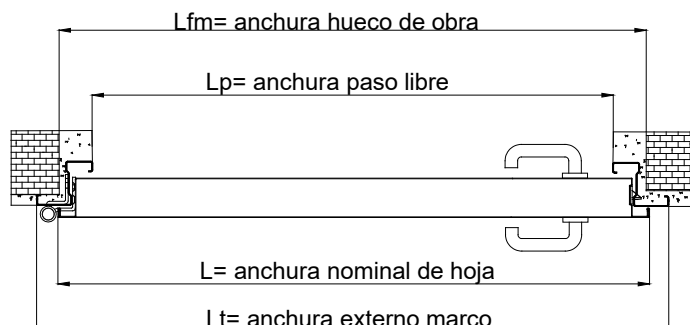 Lfm= anchura hueco de obra
Lp= anchura paso libre
L= anchura nominal de hoja
Lt= anchura externo marco